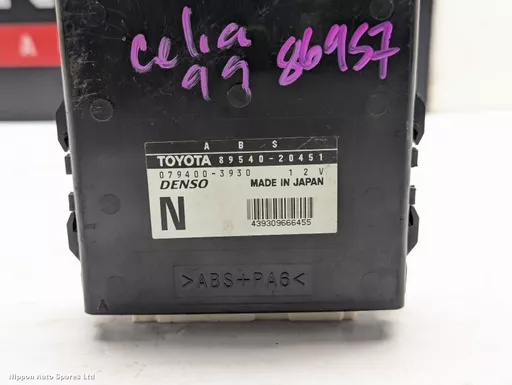 celia 86957
99
A B S
TOYOTA 89540-20451
079400-3930 12V
DENSO MADE IN JAPAN
N
439309666455
>ABS+PA6<
A
A
Nippon Auto Spares Ltd